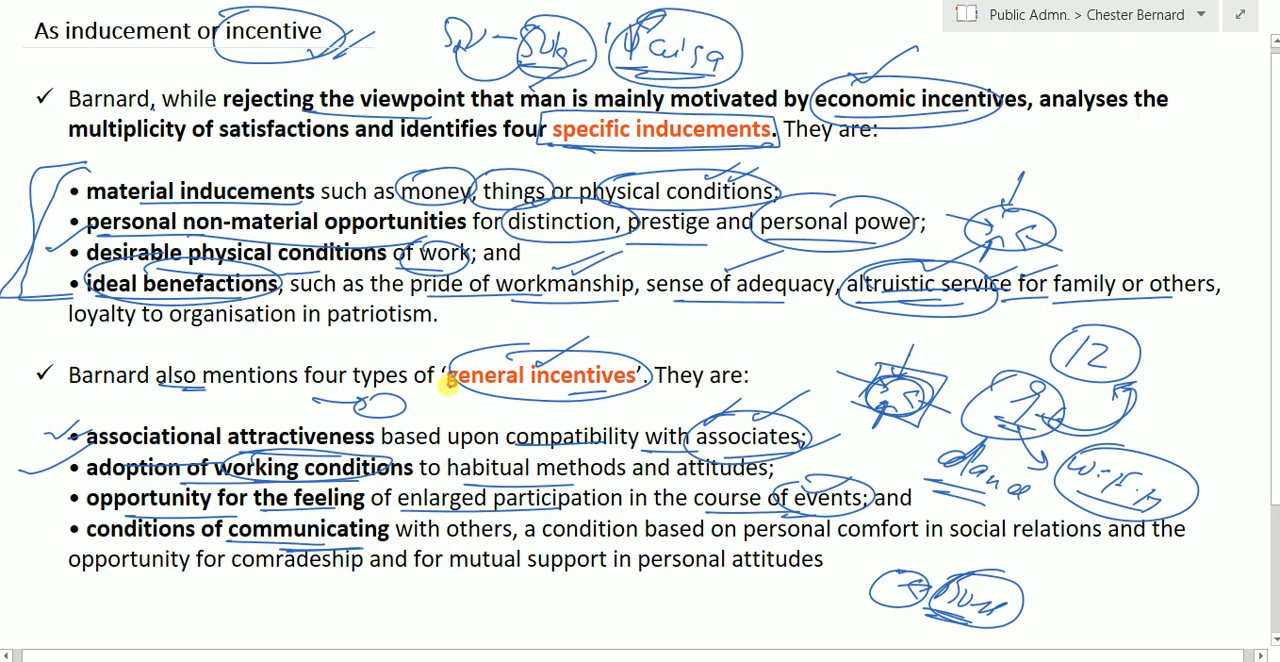 Public Admn. > Chester Bernard
As inducement or incentive
✓ Barnard, while rejecting the viewpoint that man is mainly motivated by economic incentives, analyses the
multiplicity of satisfactions and identifies four specific inducements. They are:
• material inducements such as money, things or physical conditions;
• personal non-material opportunities for distinction, prestige and personal power;
• desirable physical conditions of work; and
• ideal benefactions, such as the pride of workmanship, sense of adequacy, altruistic service for family or others,
loyalty to organisation in patriotism.
12
✓ Barnard also mentions four types of ‘general incentives’. They are:
• associational attractiveness based upon compatibility with associates;
• adoption of working conditions to habitual methods and attitudes;
• opportunity for the feeling of enlarged participation in the course of events; and
• conditions of communicating with others, a condition based on personal comfort in social relations and the
opportunity for comradeship and for mutual support in personal attitudes